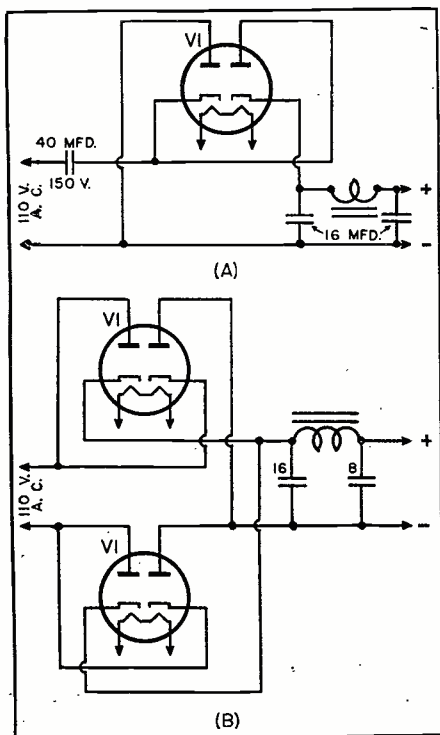 V1
40 MFD.
150 V.
110 V.
A. C.
+
16 MFD.
-
(A)
V1
110 V.
A. C.
+
16
8
-
V1
(B)